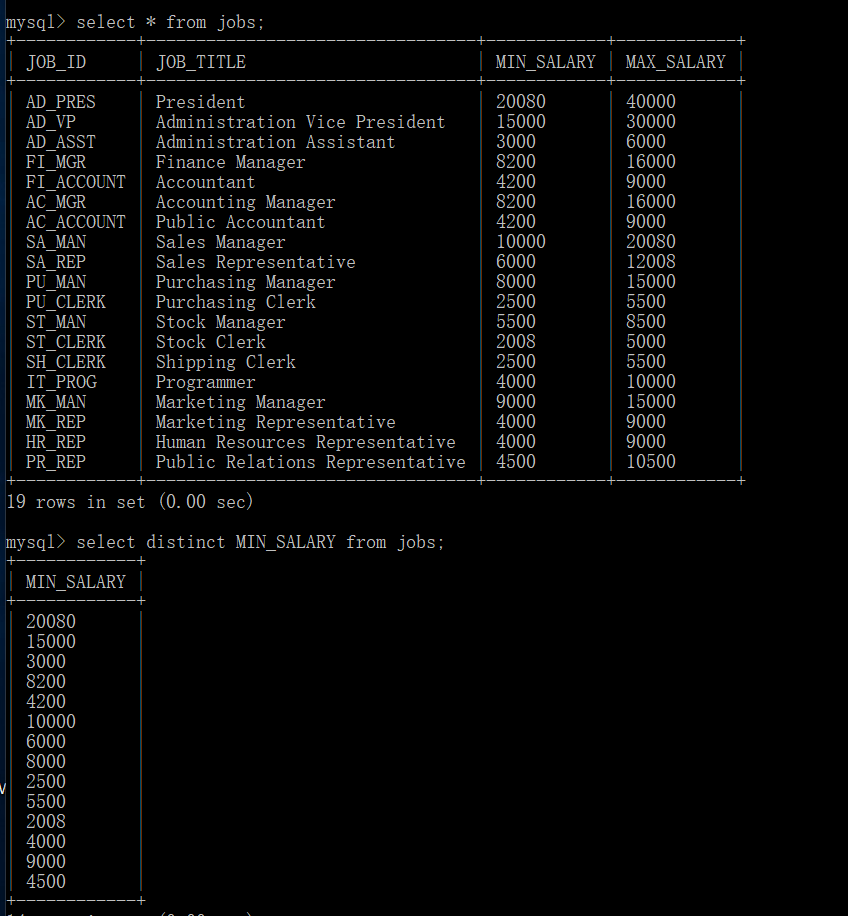 mysql> select * from jobs;
+------------+---------------------------------+------------+------------+
| JOB_ID     | JOB_TITLE                       | MIN_SALARY | MAX_SALARY |
+------------+---------------------------------+------------+------------+
| AD_PRES    | President                       | 20080      | 40000      |
| AD_VP      | Administration Vice President   | 15000      | 30000      |
| AD_ASST    | Administration Assistant        | 3000       | 6000       |
| FI_MGR     | Finance Manager                 | 8200       | 16000      |
| FI_ACCOUNT | Accountant                      | 4200       | 9000       |
| AC_MGR     | Accounting Manager              | 8200       | 16000      |
| AC_ACCOUNT | Public Accountant               | 4200       | 9000       |
| SA_MAN     | Sales Manager                   | 10000      | 20080      |
| SA_REP     | Sales Representative            | 6000       | 12008      |
| PU_MAN     | Purchasing Manager              | 8000       | 15000      |
| PU_CLERK   | Purchasing Clerk                | 2500       | 5500       |
| ST_MAN     | Stock Manager                   | 5500       | 8500       |
| ST_CLERK   | Stock Clerk                     | 2008       | 5000       |
| SH_CLERK   | Shipping Clerk                  | 2500       | 5500       |
| IT_PROG    | Programmer                      | 4000       | 10000      |
| MK_MAN     | Marketing Manager               | 9000       | 15000      |
| MK_REP     | Marketing Representative        | 4000       | 9000       |
| HR_REP     | Human Resources Representative  | 4000       | 9000       |
| PR_REP     | Public Relations Representative | 4500       | 10500      |
+------------+---------------------------------+------------+------------+
19 rows in set (0.00 sec)
mysql> select distinct MIN_SALARY from jobs;
+------------+
| MIN_SALARY |
+------------+
| 20080      |
| 15000      |
| 3000       |
| 8200       |
| 4200       |
| 10000      |
| 6000       |
| 8000       |
| 2500       |
| 5500       |
| 2008       |
| 4000       |
| 9000       |
| 4500       |
+------------+